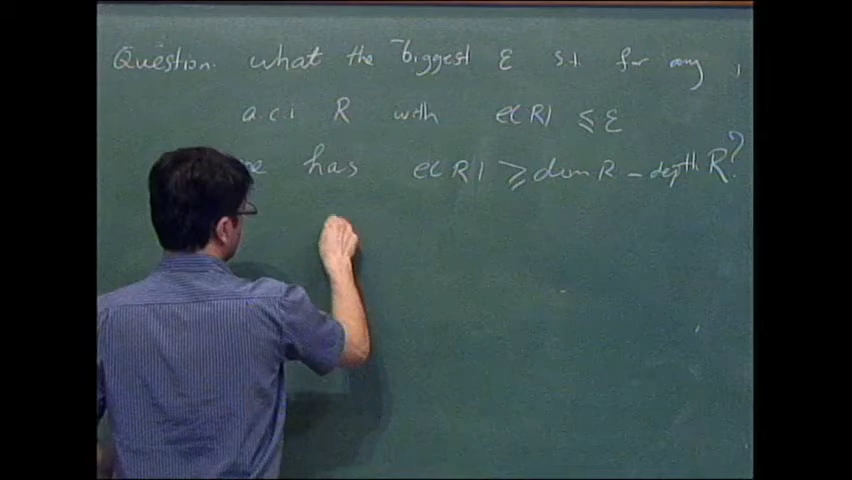 Question. what the biggest ε s.t. for any
a.c.i R with e(R) ≤ ε
has e(R) ≥ dim R - depth R?